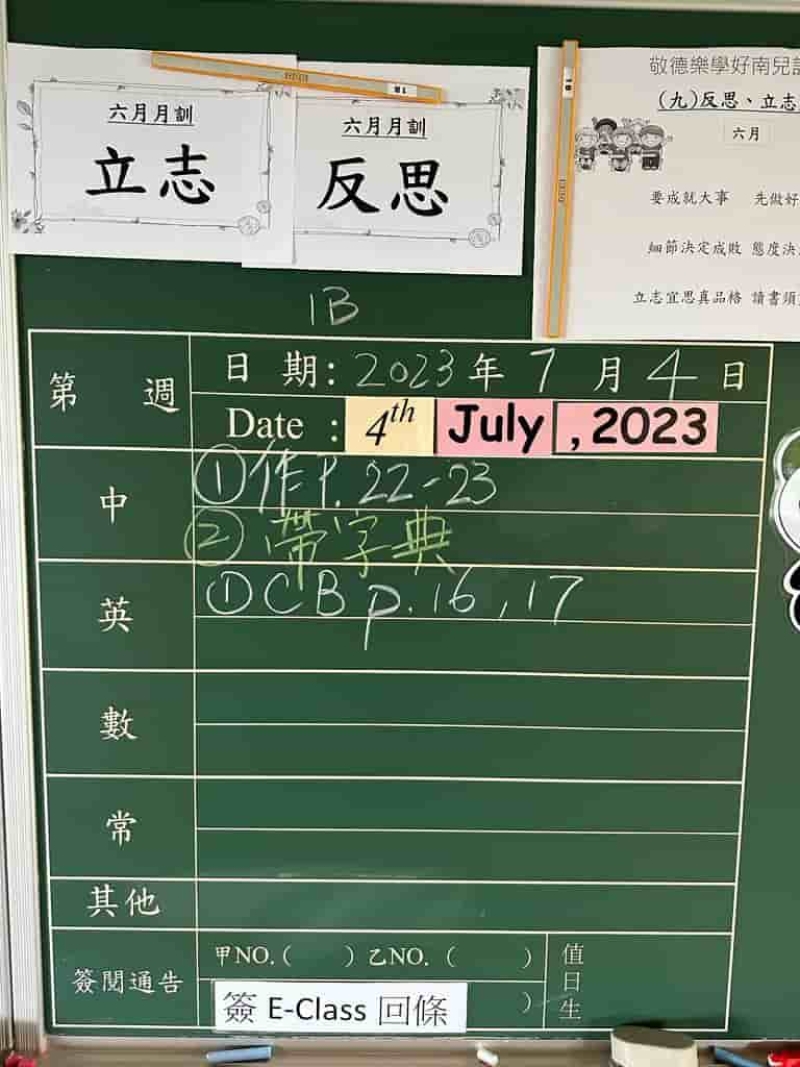 六月月訓
立志
六月月訓
反思
敬德樂學好南兒
(九)反思、立志
六月
要成就大事 先做好
細節決定成敗 態度決
立志宜思真品格 讀書須
1B
第 週
日 期: 2023 年 7 月 4 日
Date : 4th July , 2023
中
① 作 P. 22-23
② 帶字典
英
① CB p. 16, 17
數
常
其他
簽閱通告
甲NO. ( ) 乙NO. ( )
值日生
簽 E-Class 回條 )